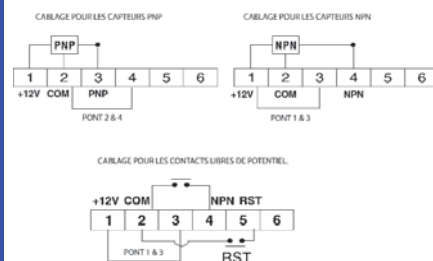 CABLAGE POUR LES CAPTEURS PNP
PNP
1 2 3 4 5 6
+12V COM PNP
PONT 2 & 4
CABLAGE POUR LES CAPTEURS NPN
NPN
1 2 3 4 5 6
+12V COM NPN
PONT 1 & 3
CABLAGE POUR LES CONTACTS LIBRES DE POTENTIEL.
+12V COM NPN RST
1 2 3 4 5 6
PONT 1 & 3
RST